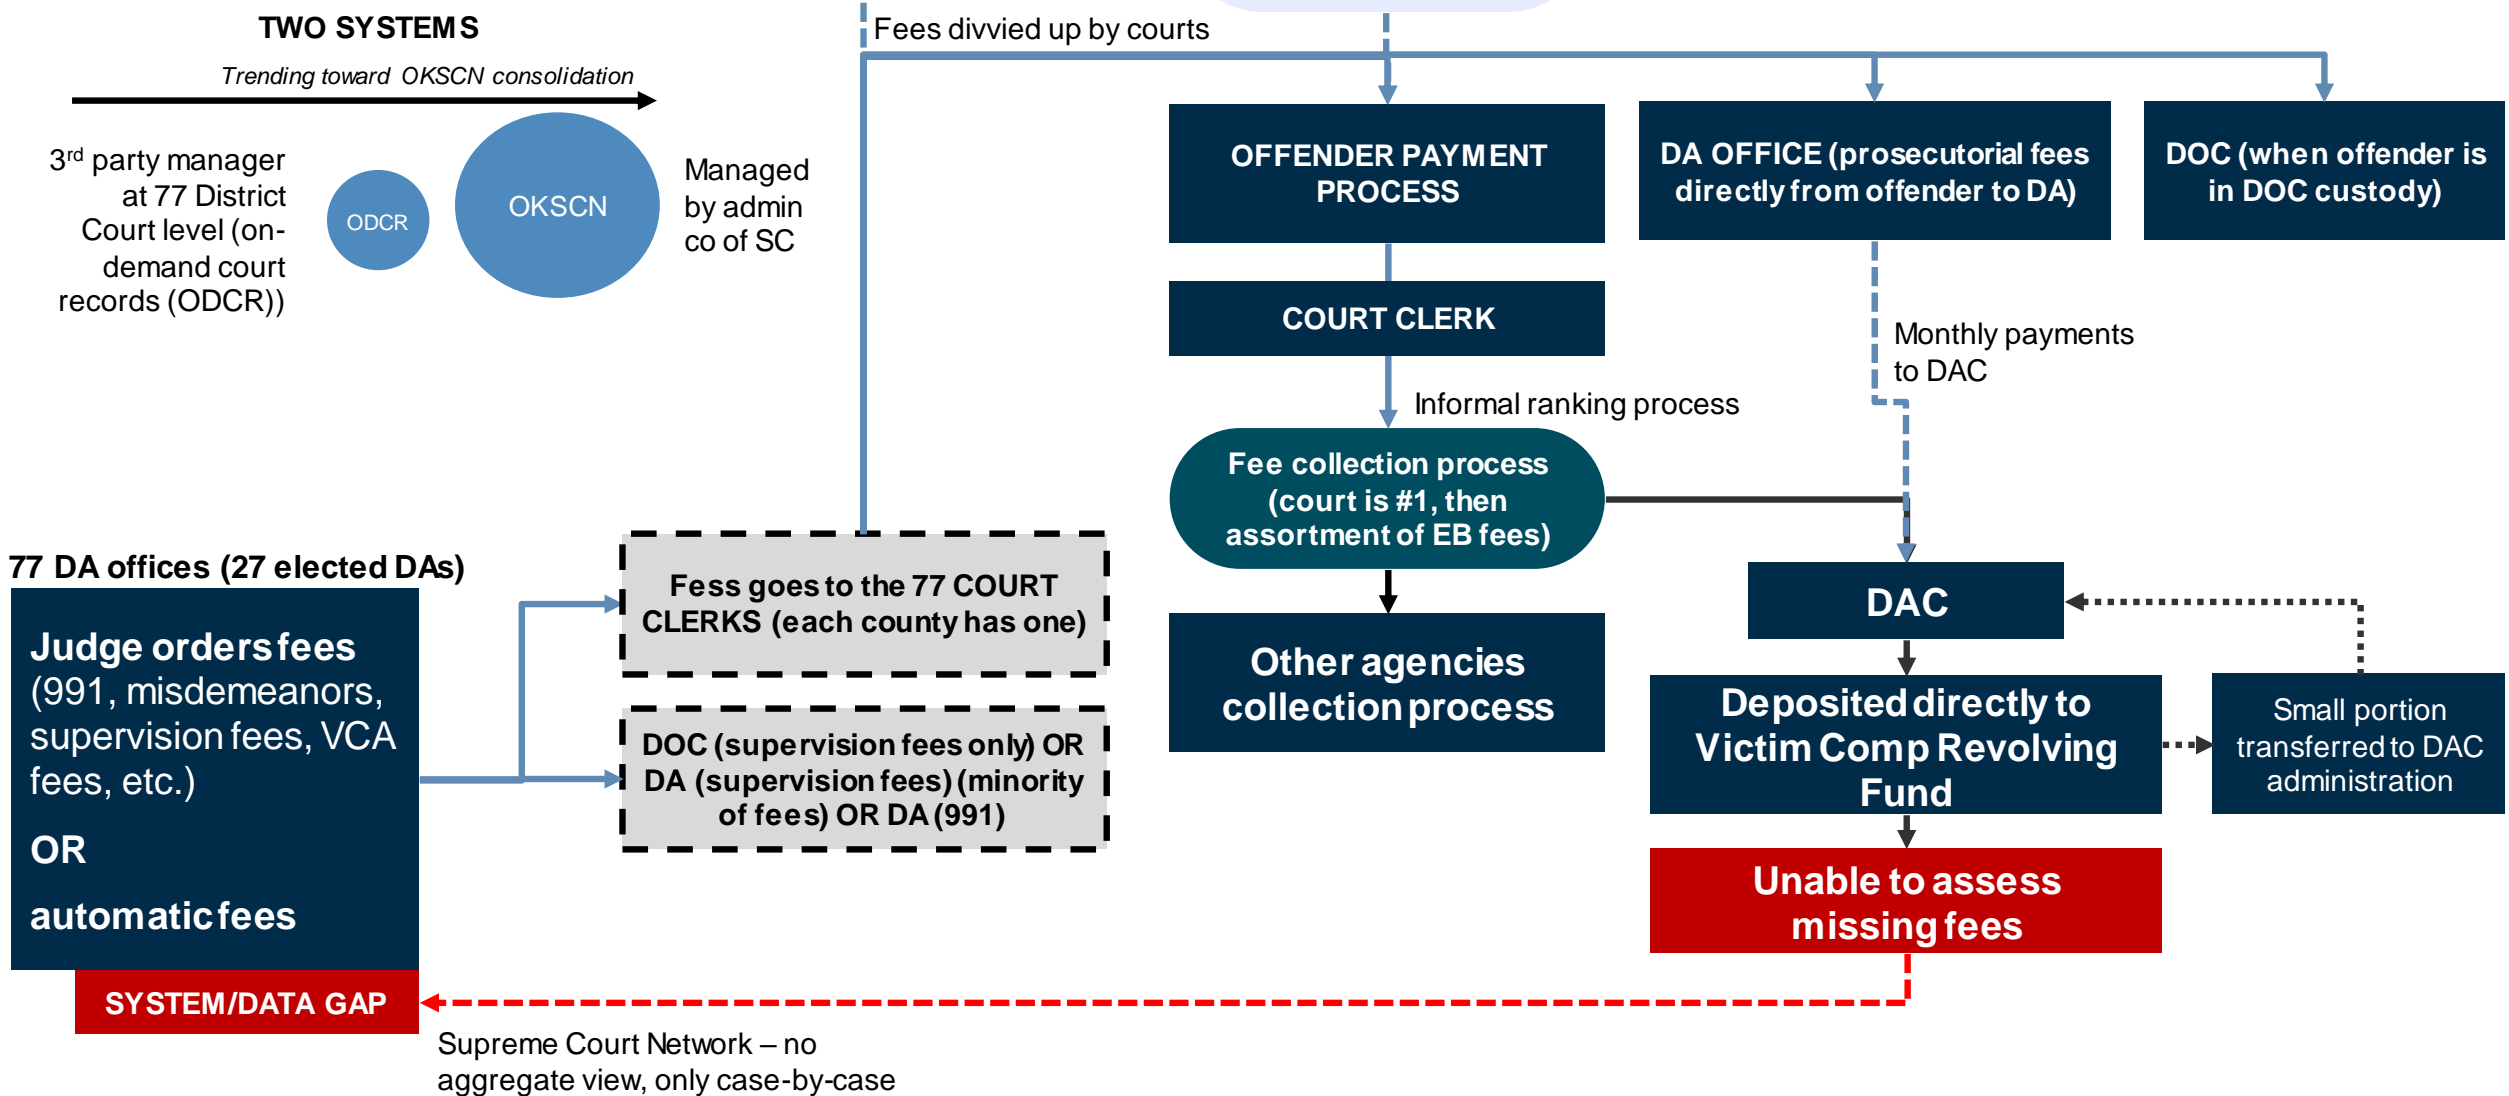 TWO SYSTEMS
Trending toward OKSCN consolidation
3rd party manager
at 77 District
Court level (on-
demand court
records (ODCR))
ODCR
OKSCN
Managed
by admin
co of SC
Fees divvied up by courts
OFFENDER PAYMENT
PROCESS
DA OFFICE (prosecutorial fees
directly from offender to DA)
DOC (when offender is
in DOC custody)
COURT CLERK
Monthly payments
to DAC
Informal ranking process
Fee collection process
(court is #1, then
assortment of EB fees)
77 DA offices (27 elected DAs)
Judge orders fees
(991, misdemeanors,
supervision fees, VCA
fees, etc.)
OR
automatic fees
SYSTEM/DATA GAP
Fess goes to the 77 COURT
CLERKS (each county has one)
DOC (supervision fees only) OR
DA (supervision fees) (minority
of fees) OR DA (991)
Other agencies
collection process
DAC
Deposited directly to
Victim Comp Revolving
Fund
Small portion
transferred to DAC
administration
Unable to assess
missing fees
Supreme Court Network – no
aggregate view, only case-by-case